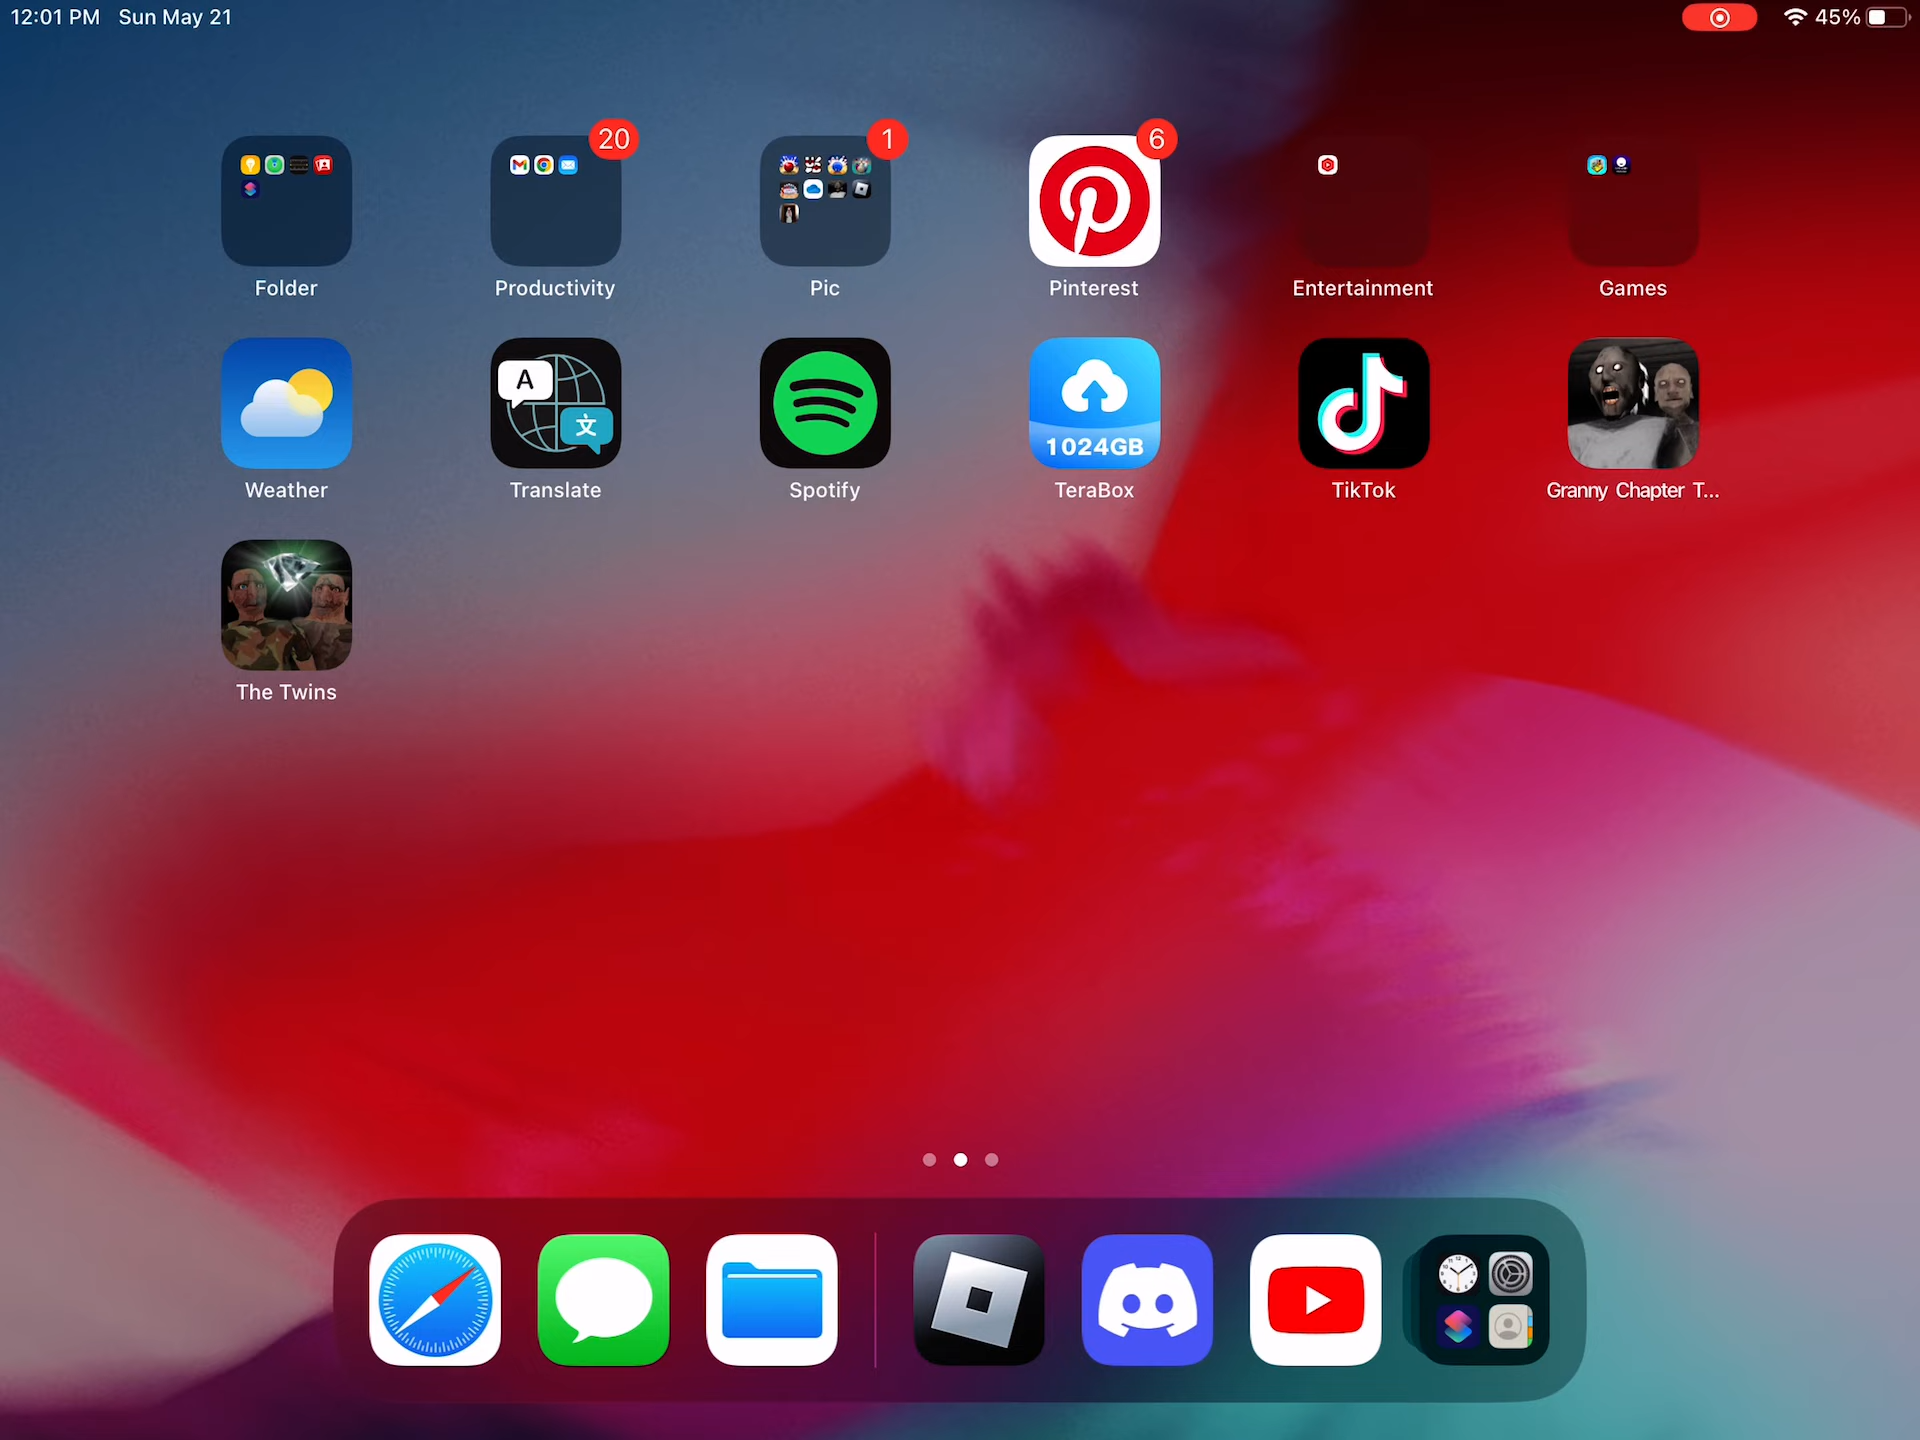 12:01 PM Sun May 21
45%
20
1
6
Folder
Productivity
Pic
Pinterest
Entertainment
Games
A
文
1024GB
Weather
Translate
Spotify
TeraBox
TikTok
Granny Chapter T...
The Twins